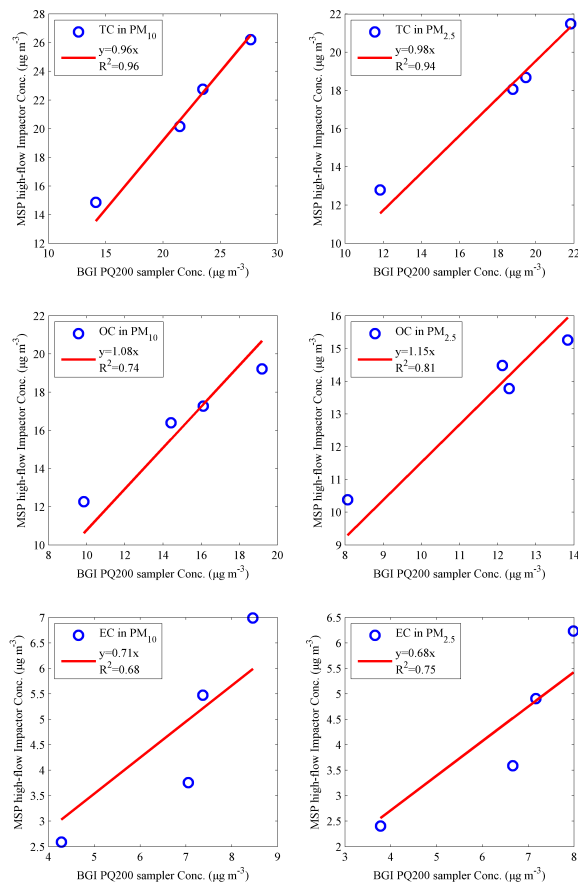 28
26
24
22
20
18
16
14
12
10 15 20 25 30
TC in PM10
y=0.96x
R²=0.96
MSP high-flow Impactor Conc. (µg m⁻³)
BGI PQ200 sampler Conc. (µg m⁻³)
22
20
18
16
14
12
10
10 12 14 16 18 20 22
TC in PM2.5
y=0.98x
R²=0.94
MSP high-flow Impactor Conc. (µg m⁻³)
BGI PQ200 sampler Conc. (µg m⁻³)
22
20
18
16
14
12
10
8 10 12 14 16 18 20
OC in PM10
y=1.08x
R²=0.74
MSP high-flow Impactor Conc. (µg m⁻³)
BGI PQ200 sampler Conc. (µg m⁻³)
16
15
14
13
12
11
10
9
8 9 10 11 12 13 14
OC in PM2.5
y=1.15x
R²=0.81
MSP high-flow Impactor Conc. (µg m⁻³)
BGI PQ200 sampler Conc. (µg m⁻³)
7
6.5
6
5.5
5
4.5
4
3.5
3
2.5
4 5 6 7 8 9
EC in PM10
y=0.71x
R²=0.68
MSP high-flow Impactor Conc. (µg m⁻³)
BGI PQ200 sampler Conc. (µg m⁻³)
6.5
6
5.5
5
4.5
4
3.5
3
2.5
2
3 4 5 6 7 8
EC in PM2.5
y=0.68x
R²=0.75
MSP high-flow Impactor Conc. (µg m⁻³)
BGI PQ200 sampler Conc. (µg m⁻³)